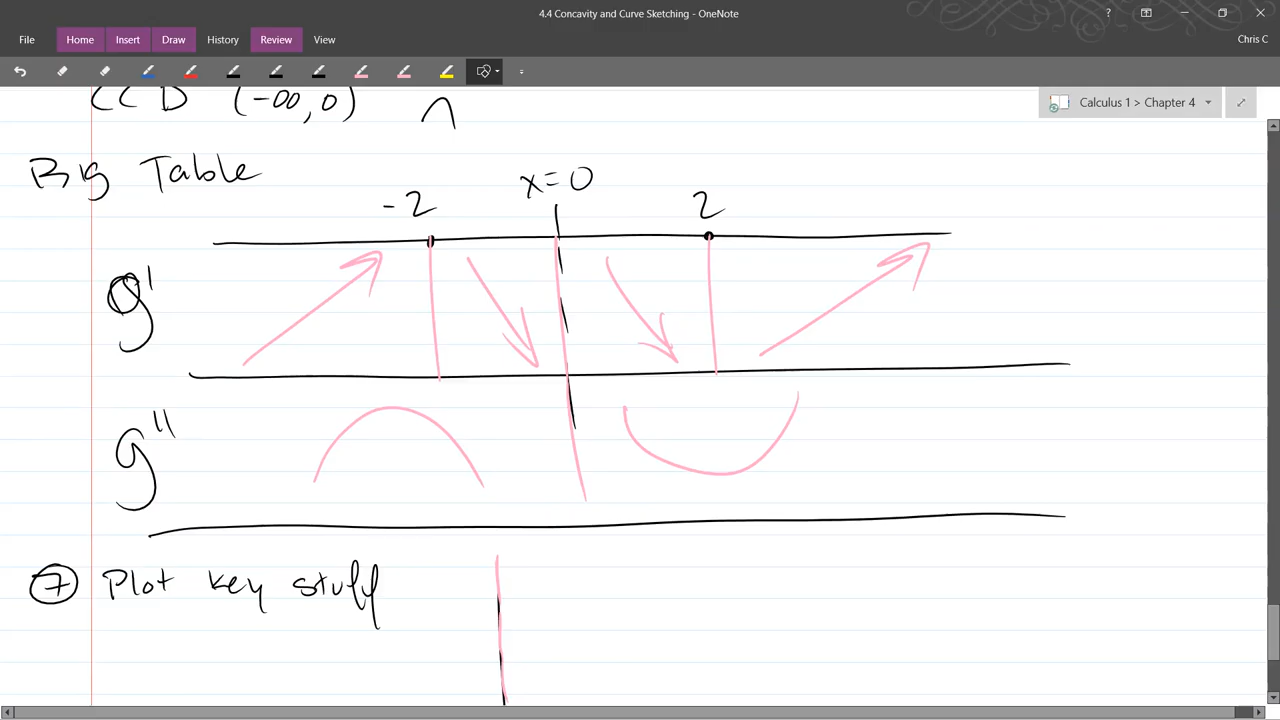 4.4 Concavity and Curve Sketching - OneNote
File Home Insert Draw History Review View
Chris C
Calculus 1 > Chapter 4
CCD (-∞, 0) ∩
Big Table
-2 x=0 2
g'
g''
⑦ Plot key stuff